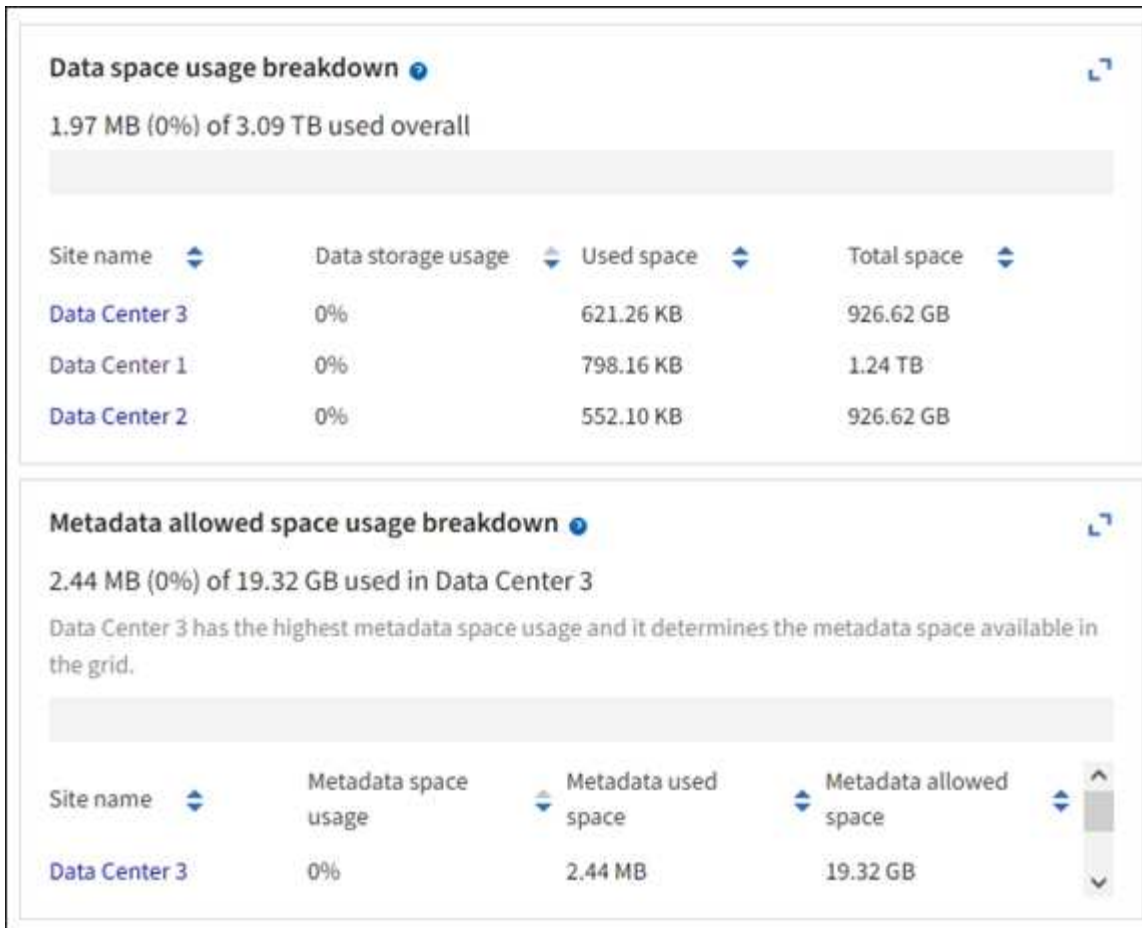 Data space usage breakdown
1.97 MB (0%) of 3.09 TB used overall
Site name Data storage usage Used space Total space
Data Center 3 0% 621.26 KB 926.62 GB
Data Center 1 0% 798.16 KB 1.24 TB
Data Center 2 0% 552.10 KB 926.62 GB
Metadata allowed space usage breakdown
2.44 MB (0%) of 19.32 GB used in Data Center 3
Data Center 3 has the highest metadata space usage and it determines the metadata space available in
the grid.
Site name Metadata space usage Metadata used space Metadata allowed space
Data Center 3 0% 2.44 MB 19.32 GB